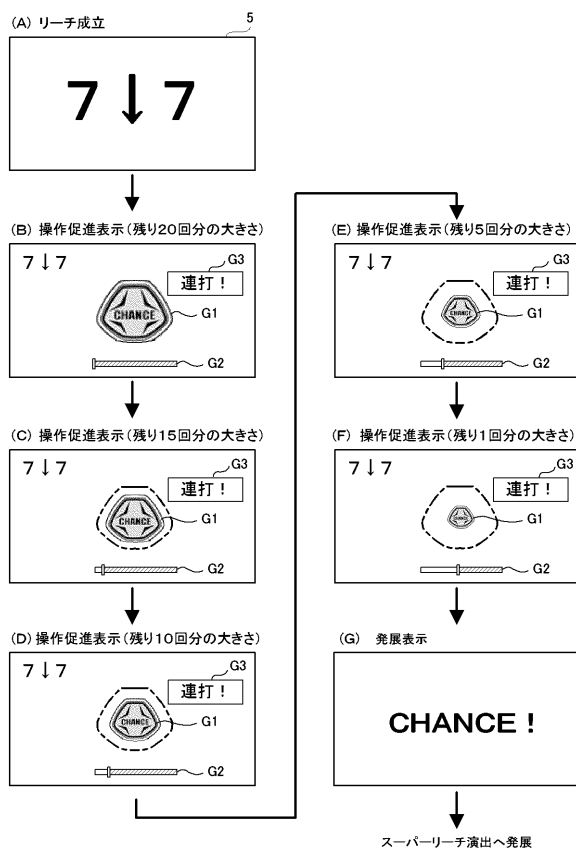 (A) リーチ成立
5
7↓7
(B) 操作促進表示(残り20回分の大きさ)
7↓7
G3
連打！
CHANCE
G1
G2
(C) 操作促進表示(残り15回分の大きさ)
7↓7
G3
連打！
CHANCE
G1
G2
(D) 操作促進表示(残り10回分の大きさ)
7↓7
G3
連打！
CHANCE
G1
G2
(E) 操作促進表示(残り5回分の大きさ)
7↓7
G3
連打！
CHANCE
G1
G2
(F) 操作促進表示(残り1回分の大きさ)
7↓7
G3
連打！
CHANCE
G1
G2
(G) 発展表示
CHANCE！
スーパーリーチ演出へ発展